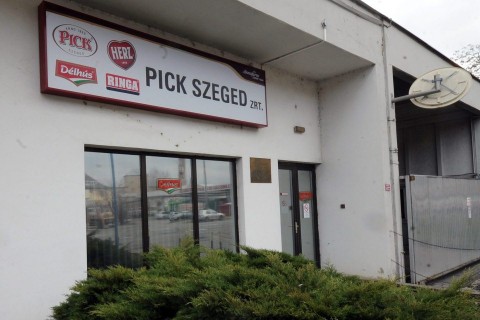 PICK
HERZ
Délhús
RINGA
PICK SZEGED ZRT.